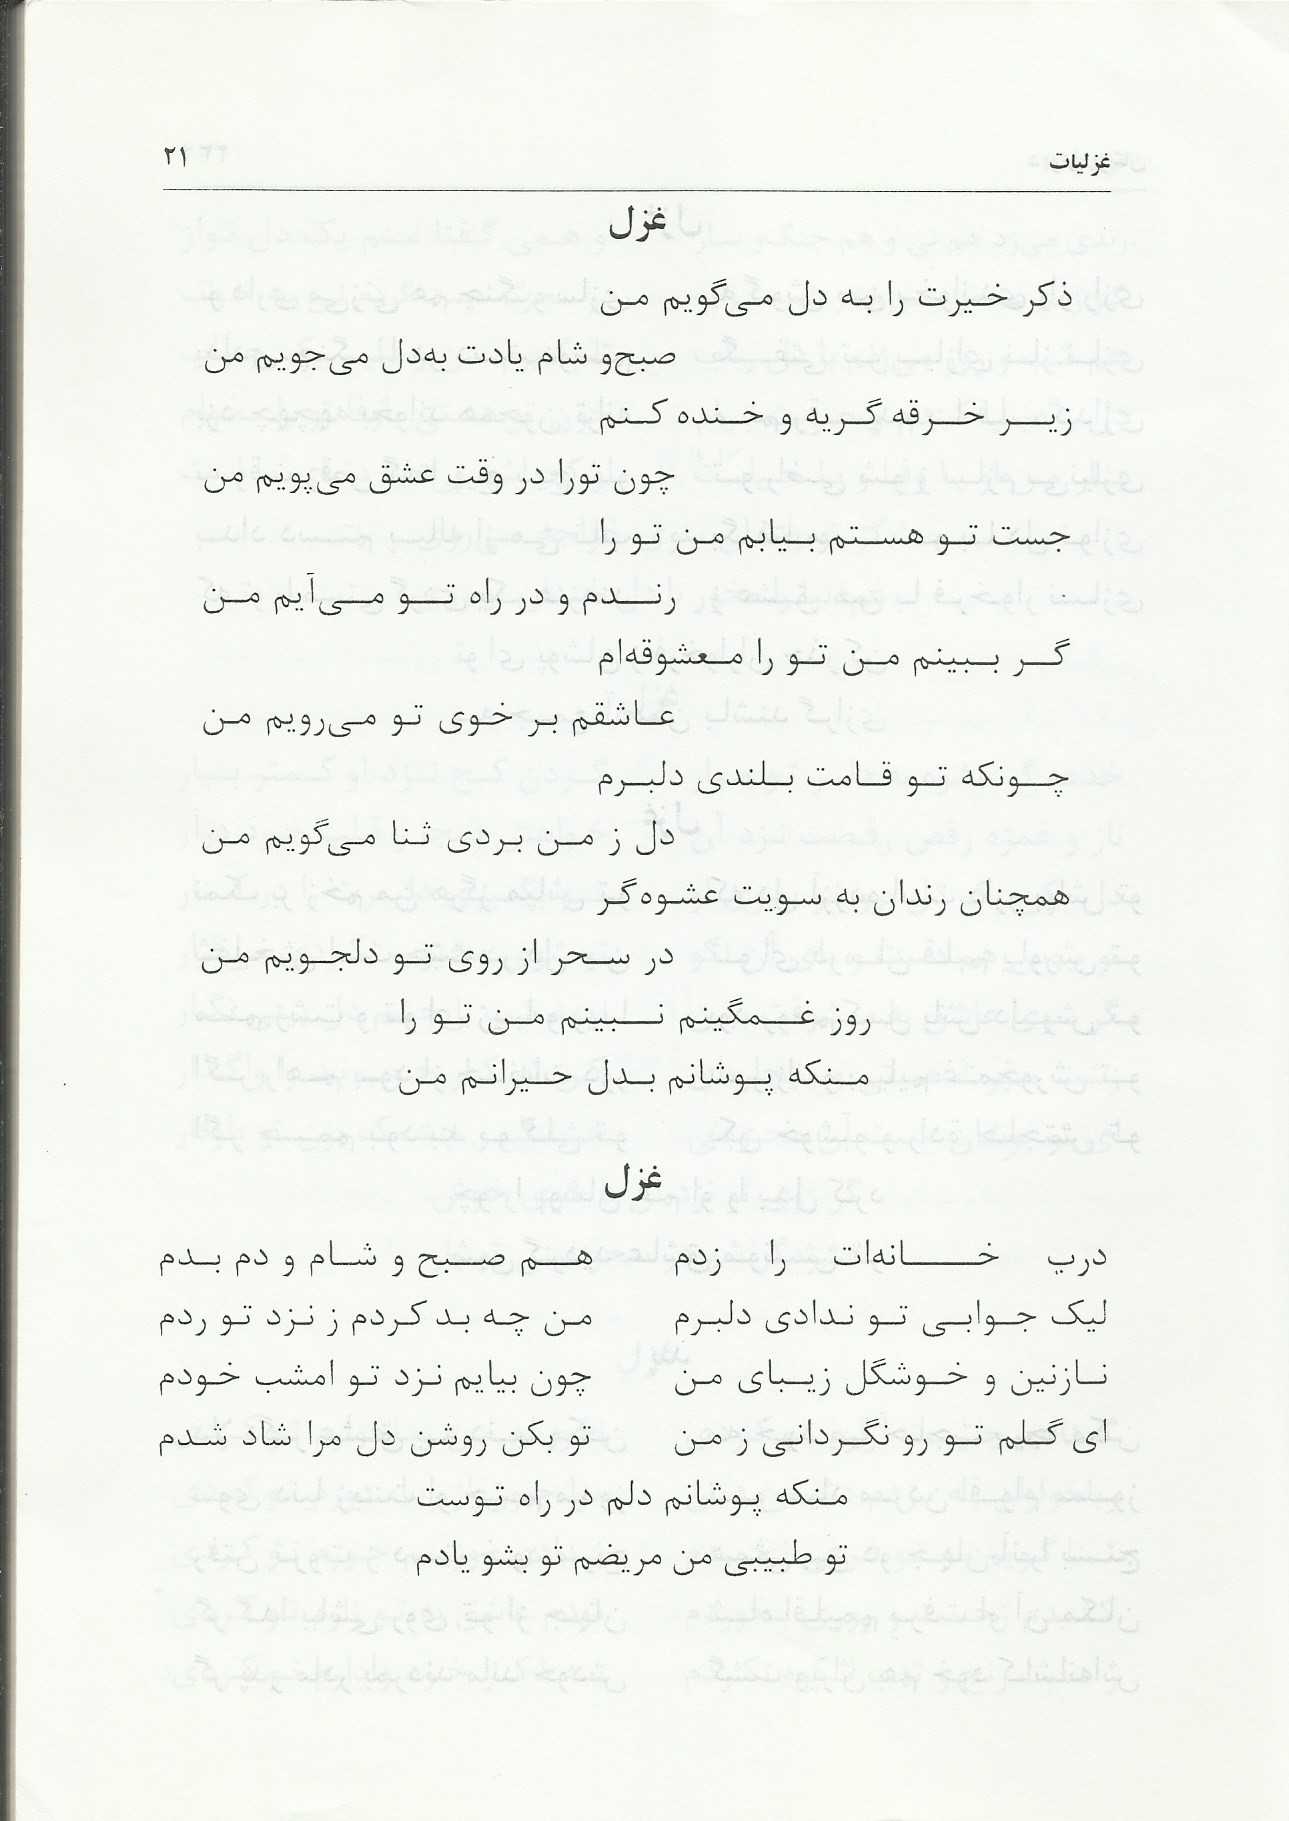 غزلیات ۲۱
غزل
ذکر خیرت را به دل می‌گویم من
صبح‌و شام یادت به‌دل می‌جویم من
زیر خرقه گریه و خنده کنم
چون تورا در وقت عشق می‌پویم من
جست تو هستم بیابم من تو را
رندم و در راه تو می‌آیم من
گر ببینم من تو را معشوقه‌ام
عاشقم بر خوی تو می‌رویم من
چونکه تو قامت بلندی دلبرم
دل ز من بردی ثنا می‌گویم من
همچنان رندان به سویت عشوه‌گر
در سحر از روی تو دلجویم من
روز غمگینم نبینم من تو را
منکه پوشانم بدل حیرانم من
غزل
درب خانه‌ات را زدم هم صبح و شام و دم بدم
لیک جوابی تو ندادی دلبرم من چه بد کردم ز نزد تو ردم
نازنین و خوشگل زیبای من چون بیایم نزد تو امشب خودم
ای گلم تو رو نگردانی ز من تو بکن روشن دل مرا شاد شدم
منکه پوشانم دلم در راه توست
تو طبیبی من مریضم تو بشو یادم